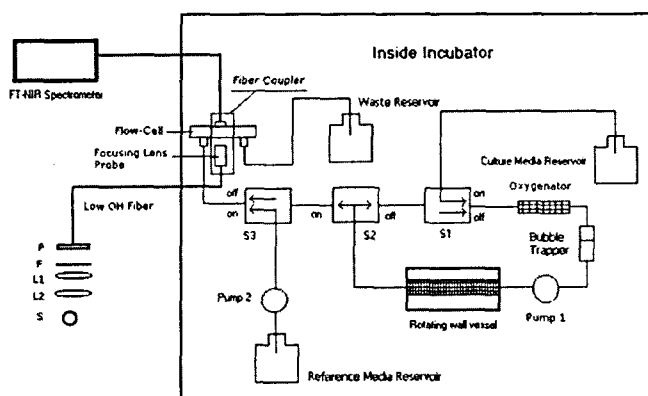 Inside Incubator
FT-NIR Spectrometer
Fiber Coupler
Waste Reservoir
Flow-Cell
Focusing Lens
Probe
Culture Media Reservoir
Low OH Fiber
off
on
on
off
on
off
Oxygenator
S3
S2
S1
Bubble
Trapper
P
F
L1
L2
S
Pump 2
Rotating wall vessel
Pump 1
Reference Media Reservoir